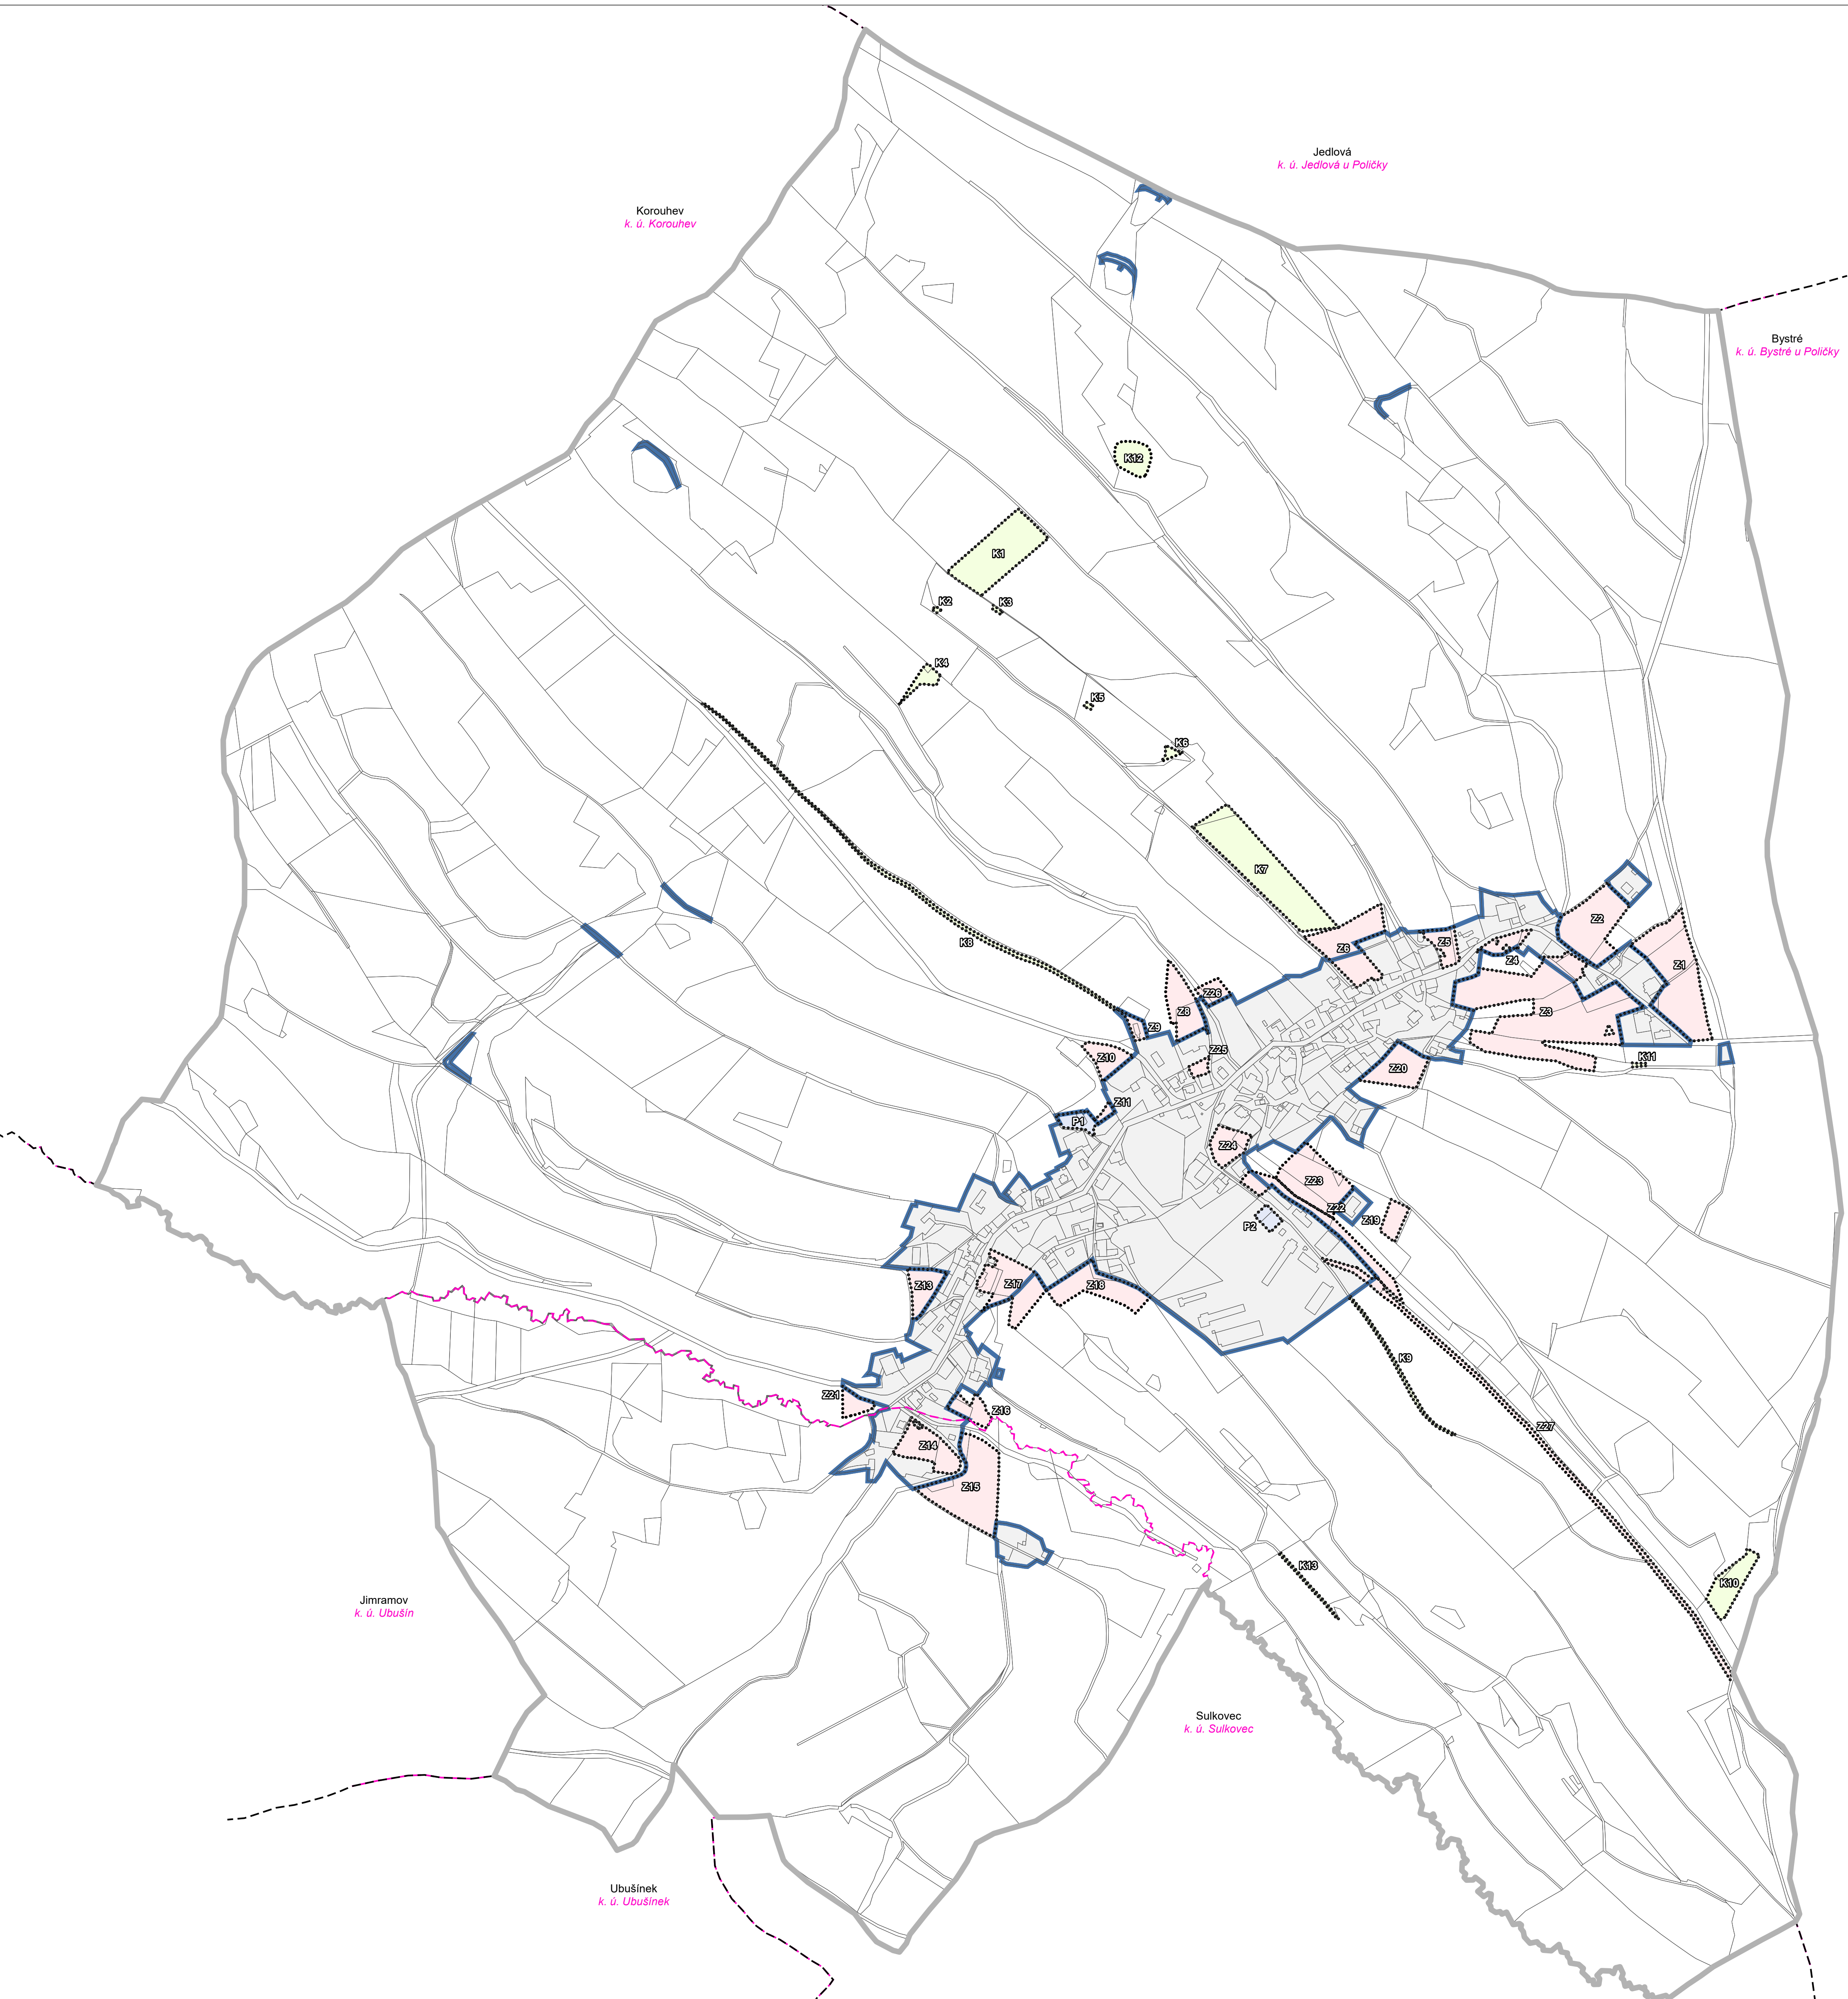 Jedlová
k. ú. Jedlová u Poličky
Korouhev
k. ú. Korouhev
Bystré
k. ú. Bystré u Poličky
K12
K1
K2
K3
K4
K5
K6
K7
K8
Z2
Z5
Z6
Z4
Z1
Z26
Z8
Z3
Z9
Z25
Z10
K11
Z20
Z11
P1
Z24
Z23
Z22
Z19
P2
Z13
Z17
Z18
K9
Z21
Z16
Z27
Z14
Z15
K13
K10
Jimramov
k. ú. Ubušín
Sulkovec
k. ú. Sulkovec
Ubušínek
k. ú. Ubušínek